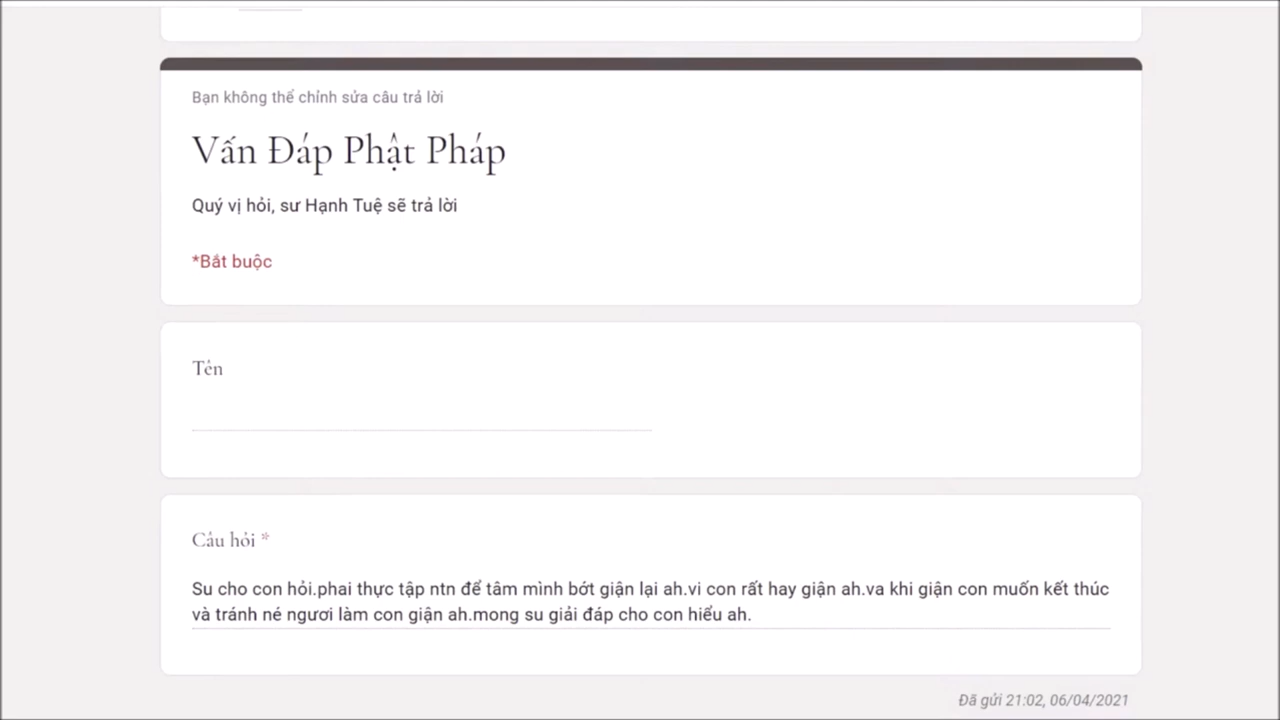 Bạn không thể chỉnh sửa câu trả lời
Vấn Đáp Phật Pháp
Quý vị hỏi, sư Hạnh Tuệ sẽ trả lời
*Bắt buộc
Tên
Câu hỏi *
Su cho con hỏi.phai thực tập ntn để tâm mình bớt giận lại ah.vi con rất hay giận ah.va khi giận con muốn kết thúc
và tránh né ngươi làm con giận ah.mong su giải đáp cho con hiểu ah.
Đã gửi 21:02, 06/04/2021